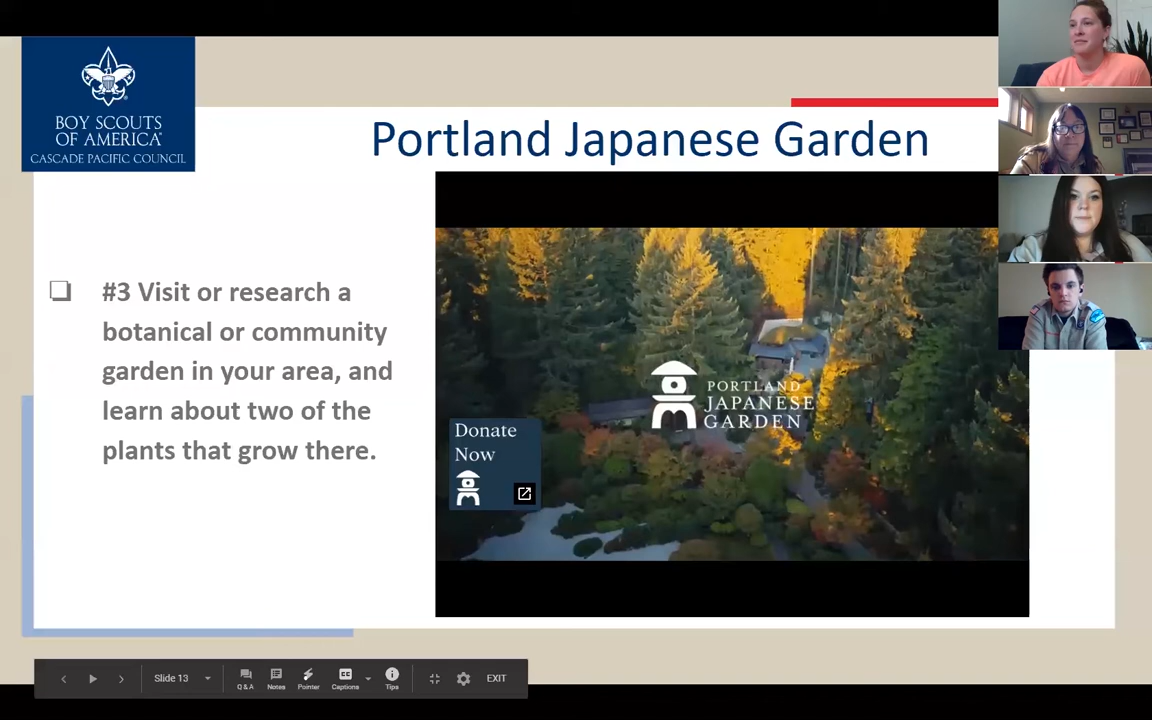 BOY SCOUTS
OF AMERICA®
CASCADE PACIFIC COUNCIL
Portland Japanese Garden
#3 Visit or research a
botanical or community
garden in your area, and
learn about two of the
plants that grow there.
PORTLAND
JAPANESE
GARDEN
Donate
Now
Slide 13
Q & A
Notes
Pointer
CC
Captions
Tips
EXIT